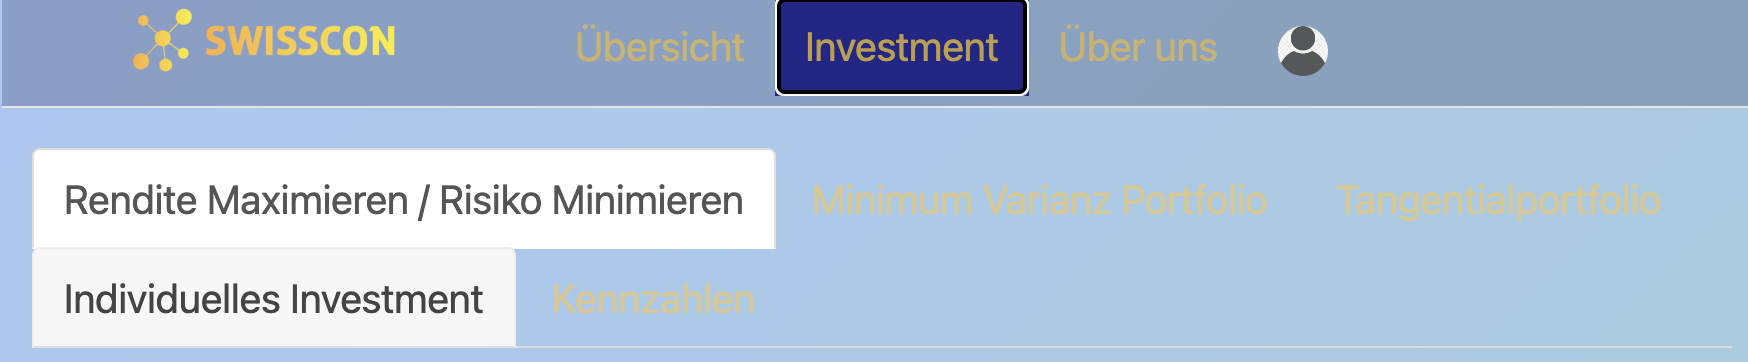 SWISSCON Übersicht Investment Über uns
Rendite Maximieren / Risiko Minimieren Minimum Varianz Portfolio Tangentialportfolio
Individuelles Investment Kennzahlen